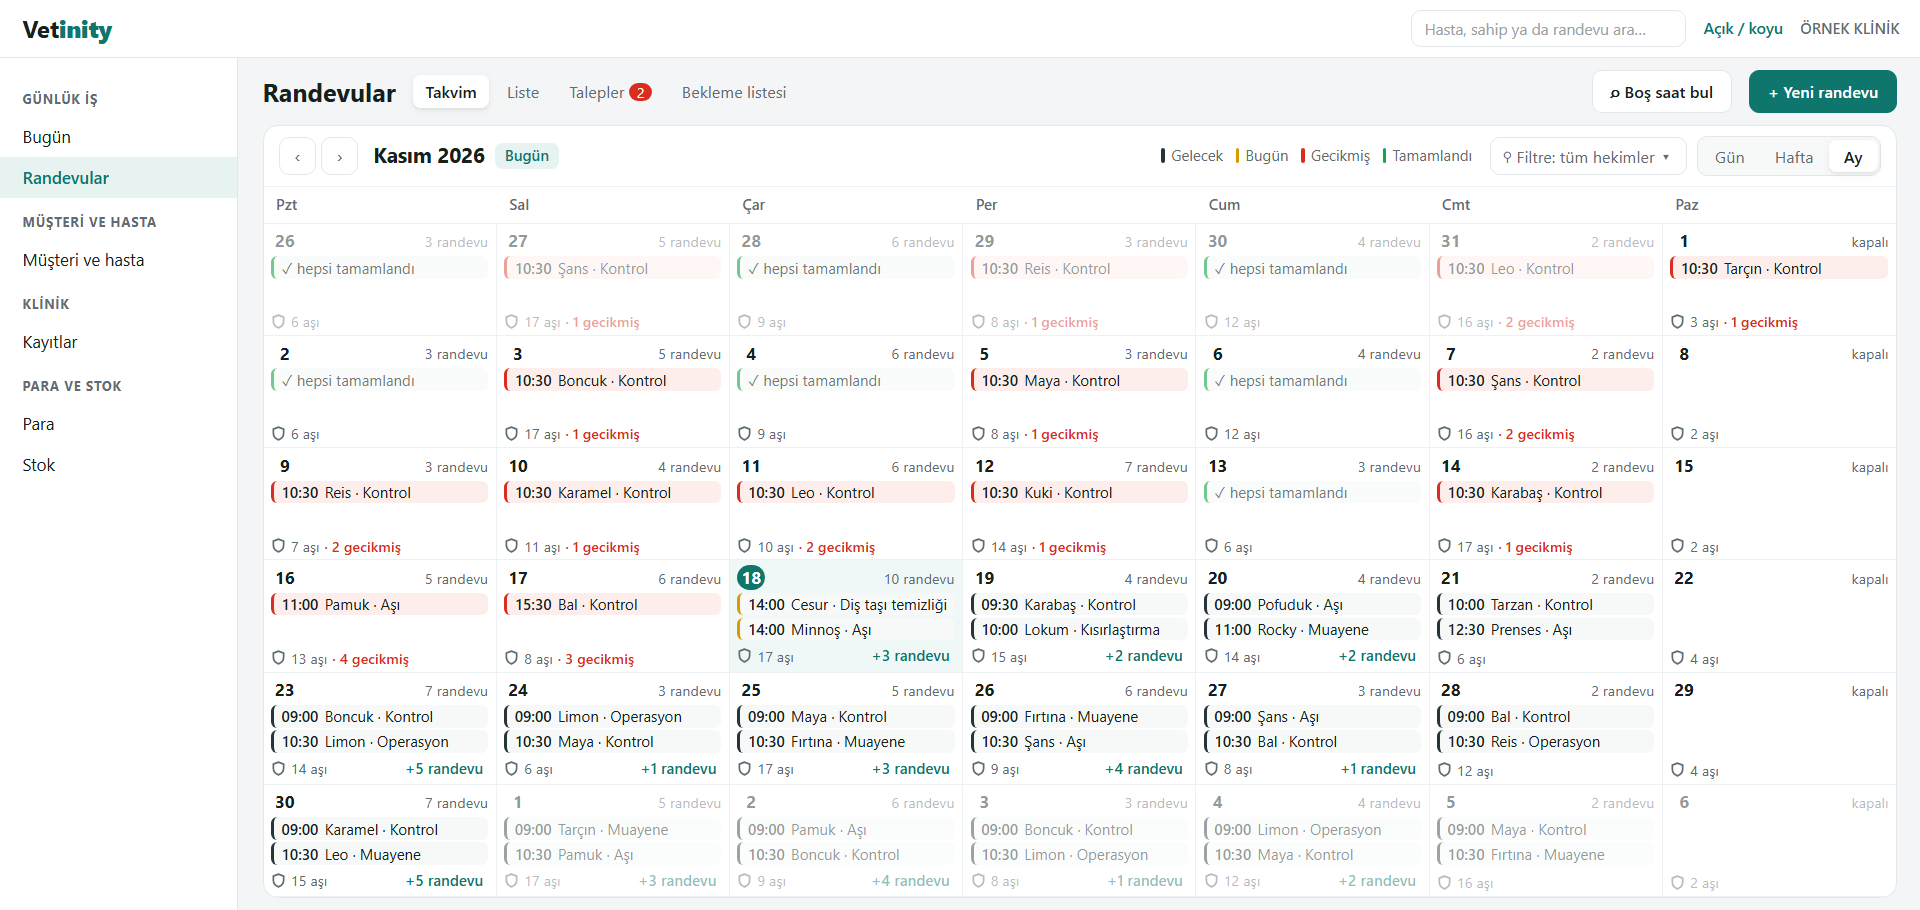 Vetinity
Hasta, sahip ya da randevu ara...
Açık / koyu
ÖRNEK KLİNİK
GÜNLÜK İŞ
Bugün
Randevular
MÜŞTERİ VE HASTA
Müşteri ve hasta
KLİNİK
Kayıtlar
PARA VE STOK
Para
Stok
Randevular
Takvim
Liste
Talepler 2
Bekleme listesi
Boş saat bul
+ Yeni randevu
‹ › Kasım 2026 Bugün
Gelecek Bugün Gecikmiş Tamamlandı
Filtre: tüm hekimler ▾
Gün Hafta Ay
Pzt Sal Çar Per Cum Cmt Paz
26 3 randevu
✓ hepsi tamamlandı
6 aşı
27 5 randevu
10:30 Şans · Kontrol
17 aşı · 1 gecikmiş
28 6 randevu
✓ hepsi tamamlandı
9 aşı
29 3 randevu
10:30 Reis · Kontrol
8 aşı · 1 gecikmiş
30 4 randevu
✓ hepsi tamamlandı
12 aşı
31 2 randevu
10:30 Leo · Kontrol
16 aşı · 2 gecikmiş
1 kapalı
10:30 Tarçın · Kontrol
3 aşı · 1 gecikmiş
2 3 randevu
✓ hepsi tamamlandı
6 aşı
3 5 randevu
10:30 Boncuk · Kontrol
17 aşı · 1 gecikmiş
4 6 randevu
✓ hepsi tamamlandı
9 aşı
5 3 randevu
10:30 Maya · Kontrol
8 aşı · 1 gecikmiş
6 4 randevu
✓ hepsi tamamlandı
12 aşı
7 2 randevu
10:30 Şans · Kontrol
16 aşı · 2 gecikmiş
8 kapalı
2 aşı
9 3 randevu
10:30 Reis · Kontrol
7 aşı · 2 gecikmiş
10 4 randevu
10:30 Karamel · Kontrol
11 aşı · 1 gecikmiş
11 6 randevu
10:30 Leo · Kontrol
10 aşı · 2 gecikmiş
12 7 randevu
10:30 Kuki · Kontrol
14 aşı · 1 gecikmiş
13 3 randevu
✓ hepsi tamamlandı
6 aşı
14 2 randevu
10:30 Karabaş · Kontrol
17 aşı · 1 gecikmiş
15 kapalı
2 aşı
16 5 randevu
11:00 Pamuk · Aşı
13 aşı · 4 gecikmiş
17 6 randevu
15:30 Bal · Kontrol
8 aşı · 3 gecikmiş
18 10 randevu
14:00 Cesur · Diş taşı temizliği
14:00 Minnoş · Aşı
17 aşı +3 randevu
19 4 randevu
09:30 Karabaş · Kontrol
10:00 Lokum · Kısırlaştırma
15 aşı +2 randevu
20 4 randevu
09:00 Pofuduk · Aşı
11:00 Rocky · Muayene
14 aşı +2 randevu
21 2 randevu
10:00 Tarzan · Kontrol
12:30 Prenses · Aşı
6 aşı
22 kapalı
4 aşı
23 7 randevu
09:00 Boncuk · Kontrol
10:30 Limon · Operasyon
14 aşı +5 randevu
24 3 randevu
09:00 Limon · Operasyon
10:30 Maya · Kontrol
6 aşı +1 randevu
25 5 randevu
09:00 Maya · Kontrol
10:30 Fırtına · Muayene
17 aşı +3 randevu
26 6 randevu
09:00 Fırtına · Muayene
10:30 Şans · Aşı
9 aşı +4 randevu
27 3 randevu
09:00 Şans · Aşı
10:30 Bal · Kontrol
8 aşı +1 randevu
28 2 randevu
09:00 Bal · Kontrol
10:30 Reis · Operasyon
12 aşı
29 kapalı
4 aşı
30 7 randevu
09:00 Karamel · Kontrol
10:30 Leo · Muayene
15 aşı +5 randevu
1 5 randevu
09:00 Tarçın · Muayene
10:30 Pamuk · Aşı
17 aşı +3 randevu
2 6 randevu
09:00 Pamuk · Aşı
10:30 Boncuk · Kontrol
9 aşı +4 randevu
3 3 randevu
09:00 Boncuk · Kontrol
10:30 Limon · Operasyon
8 aşı +1 randevu
4 4 randevu
09:00 Limon · Operasyon
10:30 Maya · Kontrol
12 aşı +2 randevu
5 2 randevu
09:00 Maya · Kontrol
10:30 Fırtına · Muayene
16 aşı
6 kapalı
2 aşı